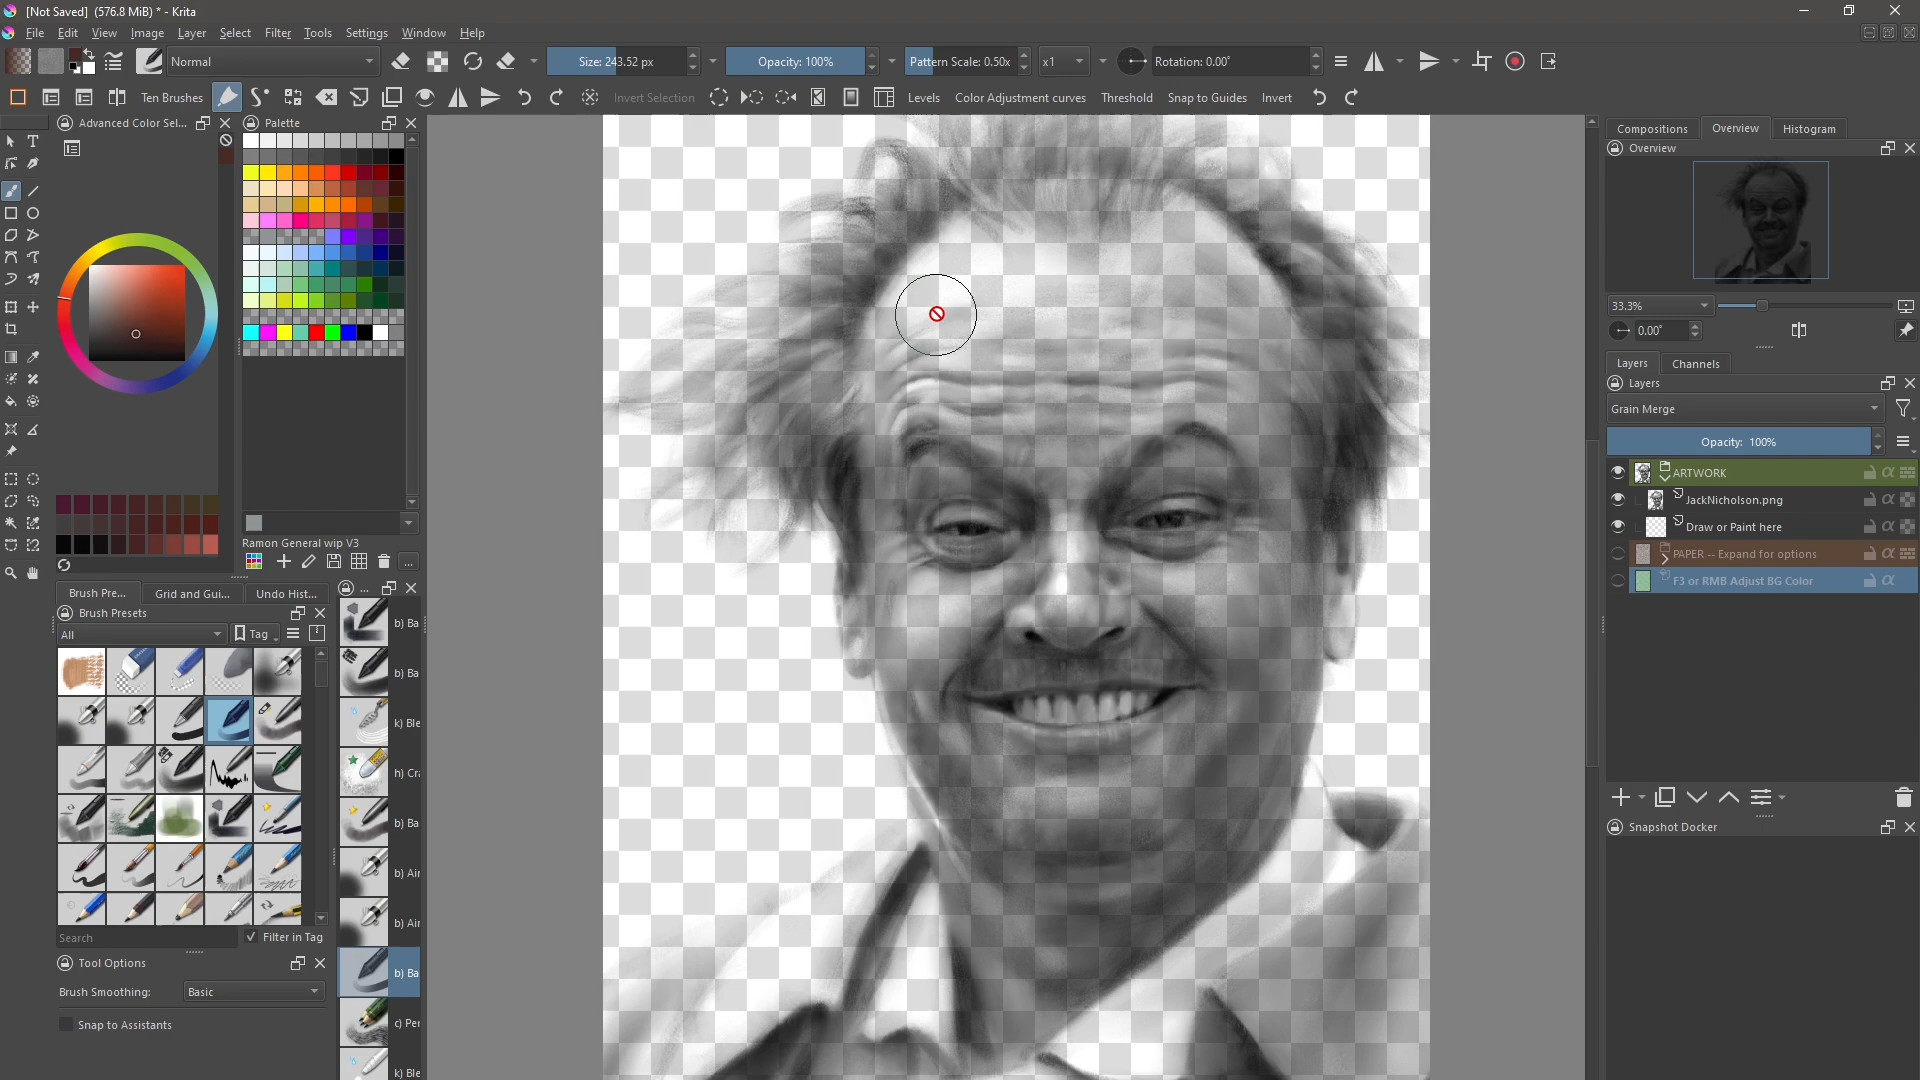 [Not Saved]  (576.8 MiB) * - Krita
File Edit View Image Layer Select Filter Tools Settings Window Help
Normal
Size: 243.52 px
Opacity: 100%
Pattern Scale: 0.50x
x1
Rotation: 0.00°
Ten Brushes
Invert Selection
Levels
Color Adjustment curves
Threshold
Snap to Guides
Invert
Advanced Color Sel...
Palette
Ramon General wip V3
...
Brush Pre...
Grid and Gui...
Undo Hist...
Brush Presets
All
Tag
Search
Filter in Tag
Tool Options
Brush Smoothing:
Basic
Snap to Assistants
...
b) Ba
b) Ba
k) Ble
h) Cra
b) Ba
b) Air
b) Air
b) Ba
c) Per
k) Ble
Compositions
Overview
Histogram
Overview
33.3%
0.00°
Layers
Channels
Layers
Grain Merge
Opacity:  100%
ARTWORK
JackNicholson.png
Draw or Paint here
PAPER -- Expand for options
F3 or RMB Adjust BG Color
Snapshot Docker